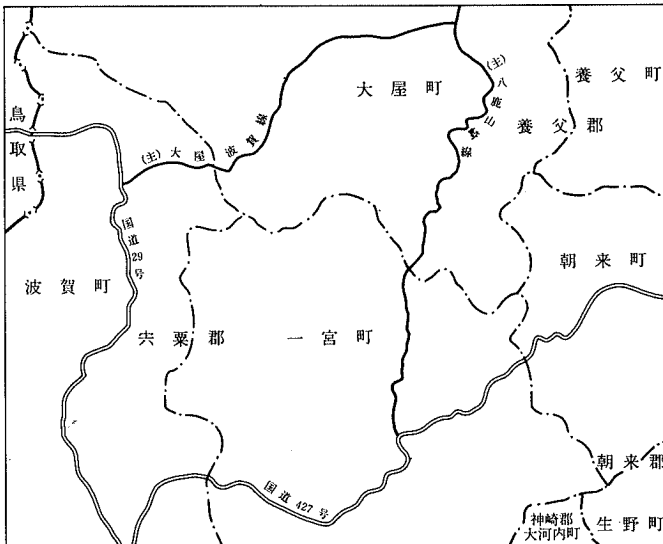 鳥取県
大屋町
養父町
養父郡
(主)八鹿山崎線
(主)大屋波賀線
国道29号
波賀町
宍粟郡
一宮町
朝来町
国道427号
朝来郡
神崎郡
大河内町
生野町